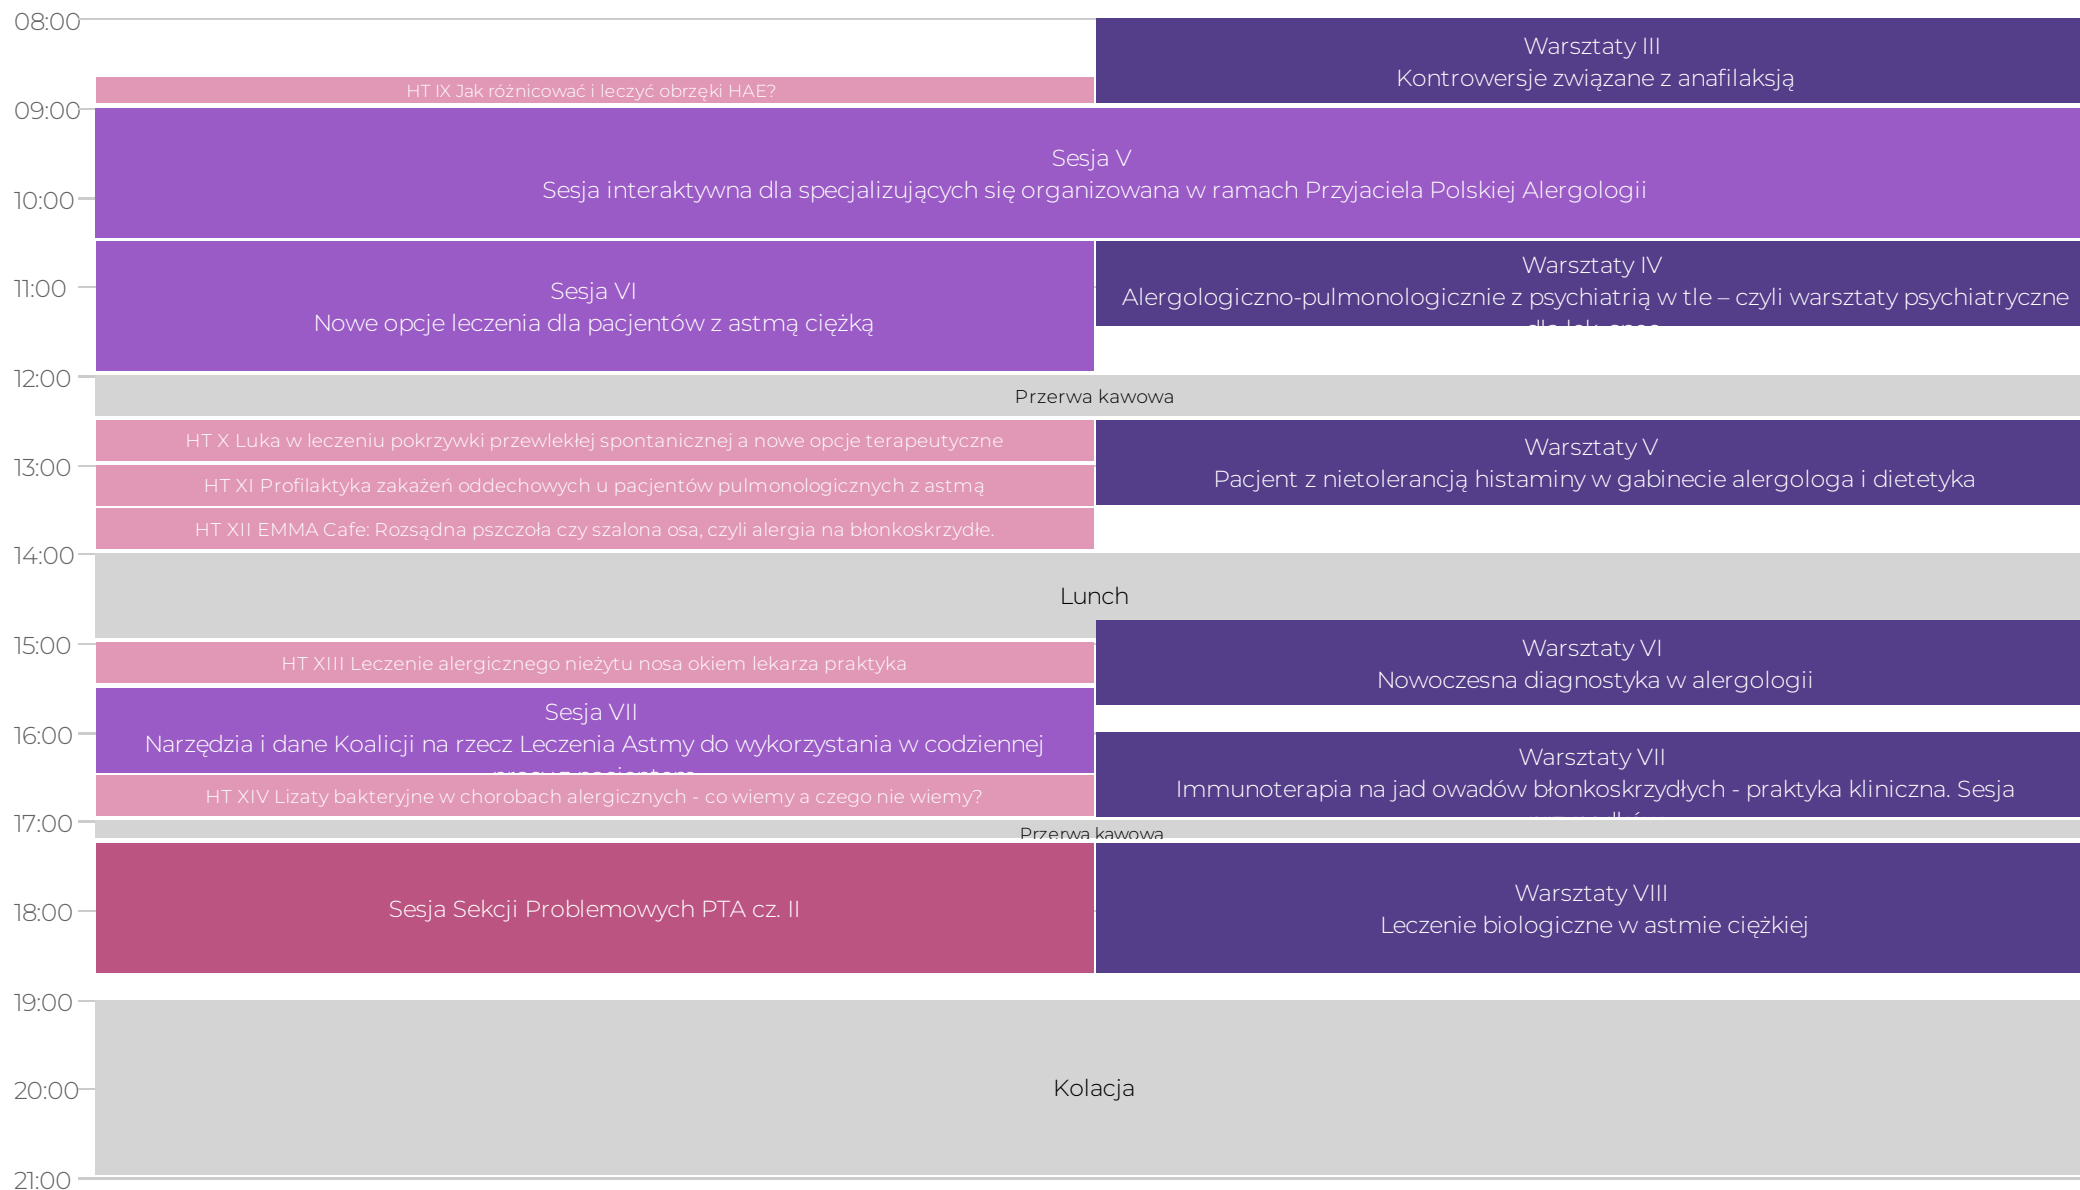 08:00
Warsztaty III
Kontrowersje związane z anafilaksją
HT IX Jak różnicować i leczyć obrzęki HAE?
09:00
Sesja V
Sesja interaktywna dla specjalizujących się organizowana w ramach Przyjaciela Polskiej Alergologii
10:00
Sesja VI
Nowe opcje leczenia dla pacjentów z astmą ciężką
Warsztaty IV
Alergologiczno-pulmonologicznie z psychiatrią w tle – czyli warsztaty psychiatryczne
11:00
12:00
Przerwa kawowa
HT X Luka w leczeniu pokrzywki przewlekłej spontanicznej a nowe opcje terapeutyczne
Warsztaty V
Pacjent z nietolerancją histaminy w gabinecie alergologa i dietetyka
13:00
HT XI Profilaktyka zakażeń oddechowych u pacjentów pulmonologicznych z astmą
HT XII EMMA Cafe: Rozsądna pszczoła czy szalona osa, czyli alergia na błonkoskrzydłe.
14:00
Lunch
15:00
HT XIII Leczenie alergicznego nieżytu nosa okiem lekarza praktyka
Warsztaty VI
Nowoczesna diagnostyka w alergologii
Sesja VII
Narzędzia i dane Koalicji na rzecz Leczenia Astmy do wykorzystania w codziennej
16:00
Warsztaty VII
Immunoterapia na jad owadów błonkoskrzydłych - praktyka kliniczna. Sesja
HT XIV Lizaty bakteryjne w chorobach alergicznych - co wiemy a czego nie wiemy?
17:00
Przerwa kawowa
Sesja Sekcji Problemowych PTA cz. II
Warsztaty VIII
Leczenie biologiczne w astmie ciężkiej
18:00
19:00
Kolacja
20:00
21:00